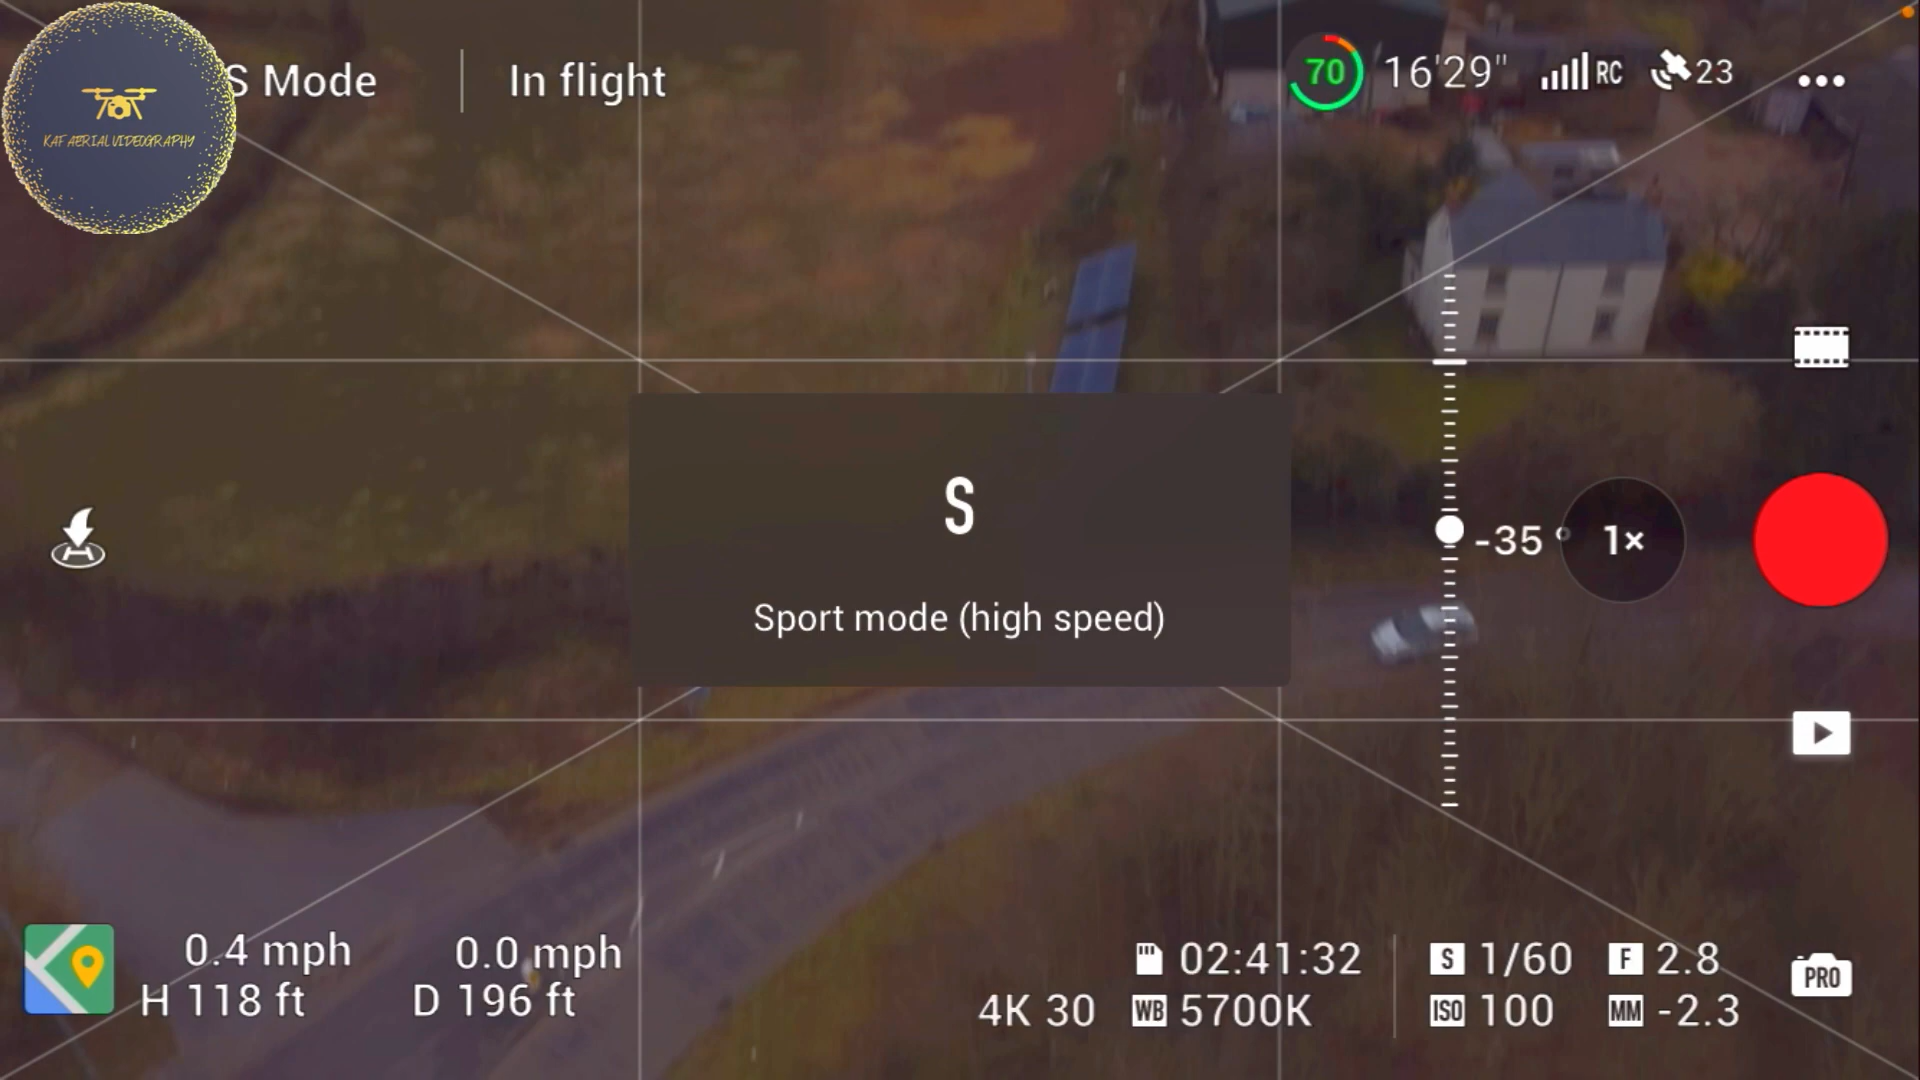 S Mode
In flight
70
16'29"
RC
23
KAF AERIAL VIDEOGRAPHY
S
Sport mode (high speed)
-35°
1×
0.4 mph
0.0 mph
H 118 ft
D 196 ft
02:41:32
S 1/60
F 2.8
PRO
4K 30
WB 5700K
ISO 100
MM -2.3